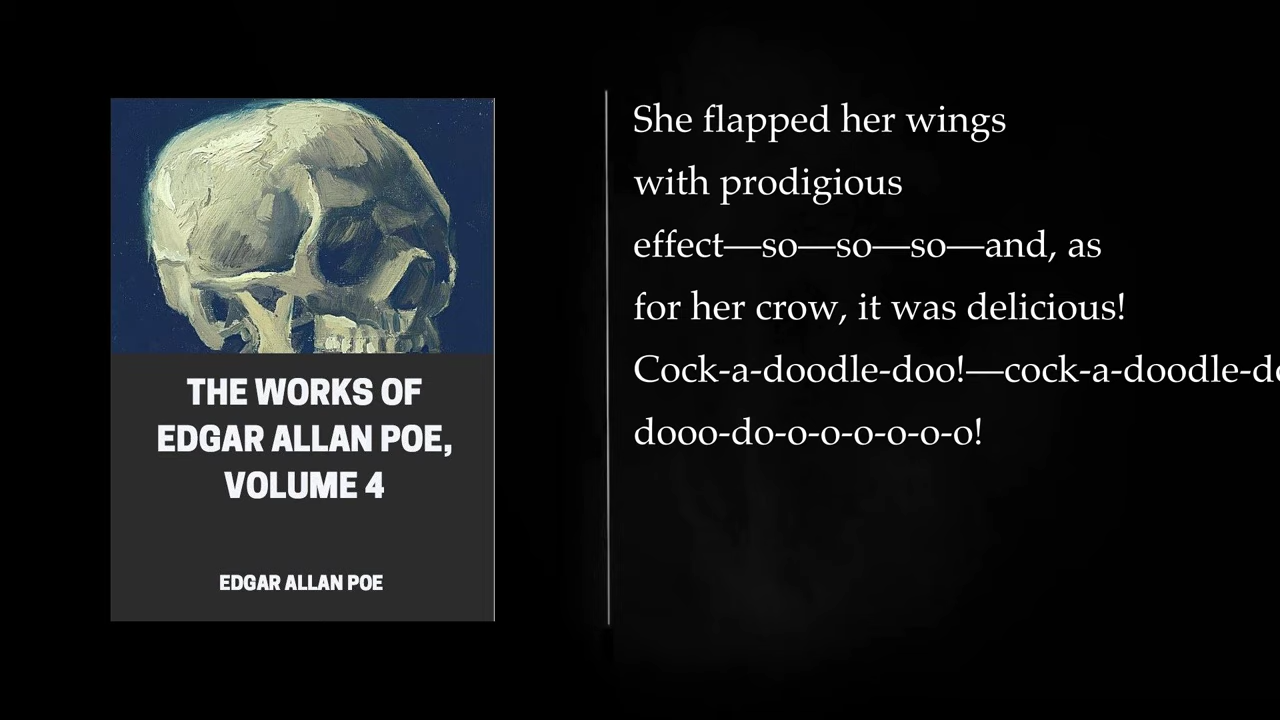 THE WORKS OF
EDGAR ALLAN POE,
VOLUME 4
EDGAR ALLAN POE
She flapped her wings
with prodigious
effect—so—so—so—and, as
for her crow, it was delicious!
Cock-a-doodle-doo!—cock-a-doodle-d
dooo-do-o-o-o-o-o-o!